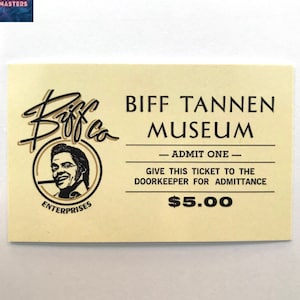 MASTERS
Biff Co
ENTERPRISES
BIFF TANNEN
MUSEUM
— ADMIT ONE —
GIVE THIS TICKET TO THE
DOORKEEPER FOR ADMITTANCE
$5.00